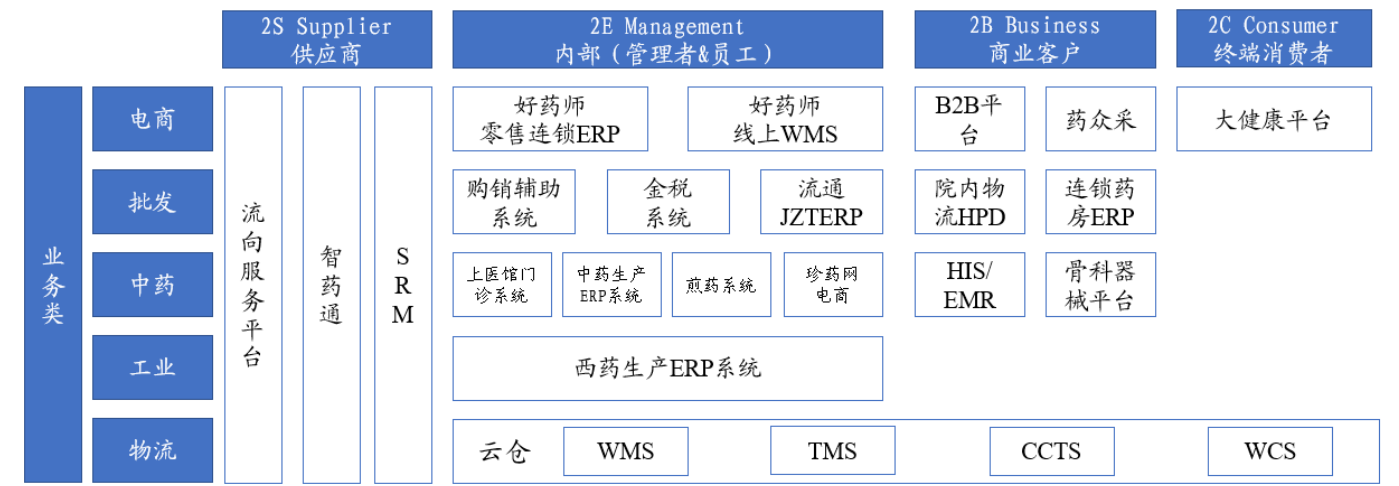 2S Supplier
供应商
2E Management
内部（管理者&员工）
2B Business
商业客户
2C Consumer
终端消费者
业务类
电商
批发
中药
工业
物流
流向服务平台
智药通
SRM
好药师
零售连锁ERP
好药师
线上WMS
B2B平
台
药众采
大健康平台
购销辅助
系统
金税
系统
流通
JZTERP
院内物
流HPD
连锁药
房ERP
上医馆门
诊系统
中药生产
ERP系统
煎药系统
珍药网
电商
HIS/
EMR
骨科器
械平台
西药生产ERP系统
云仓
WMS
TMS
CCTS
WCS